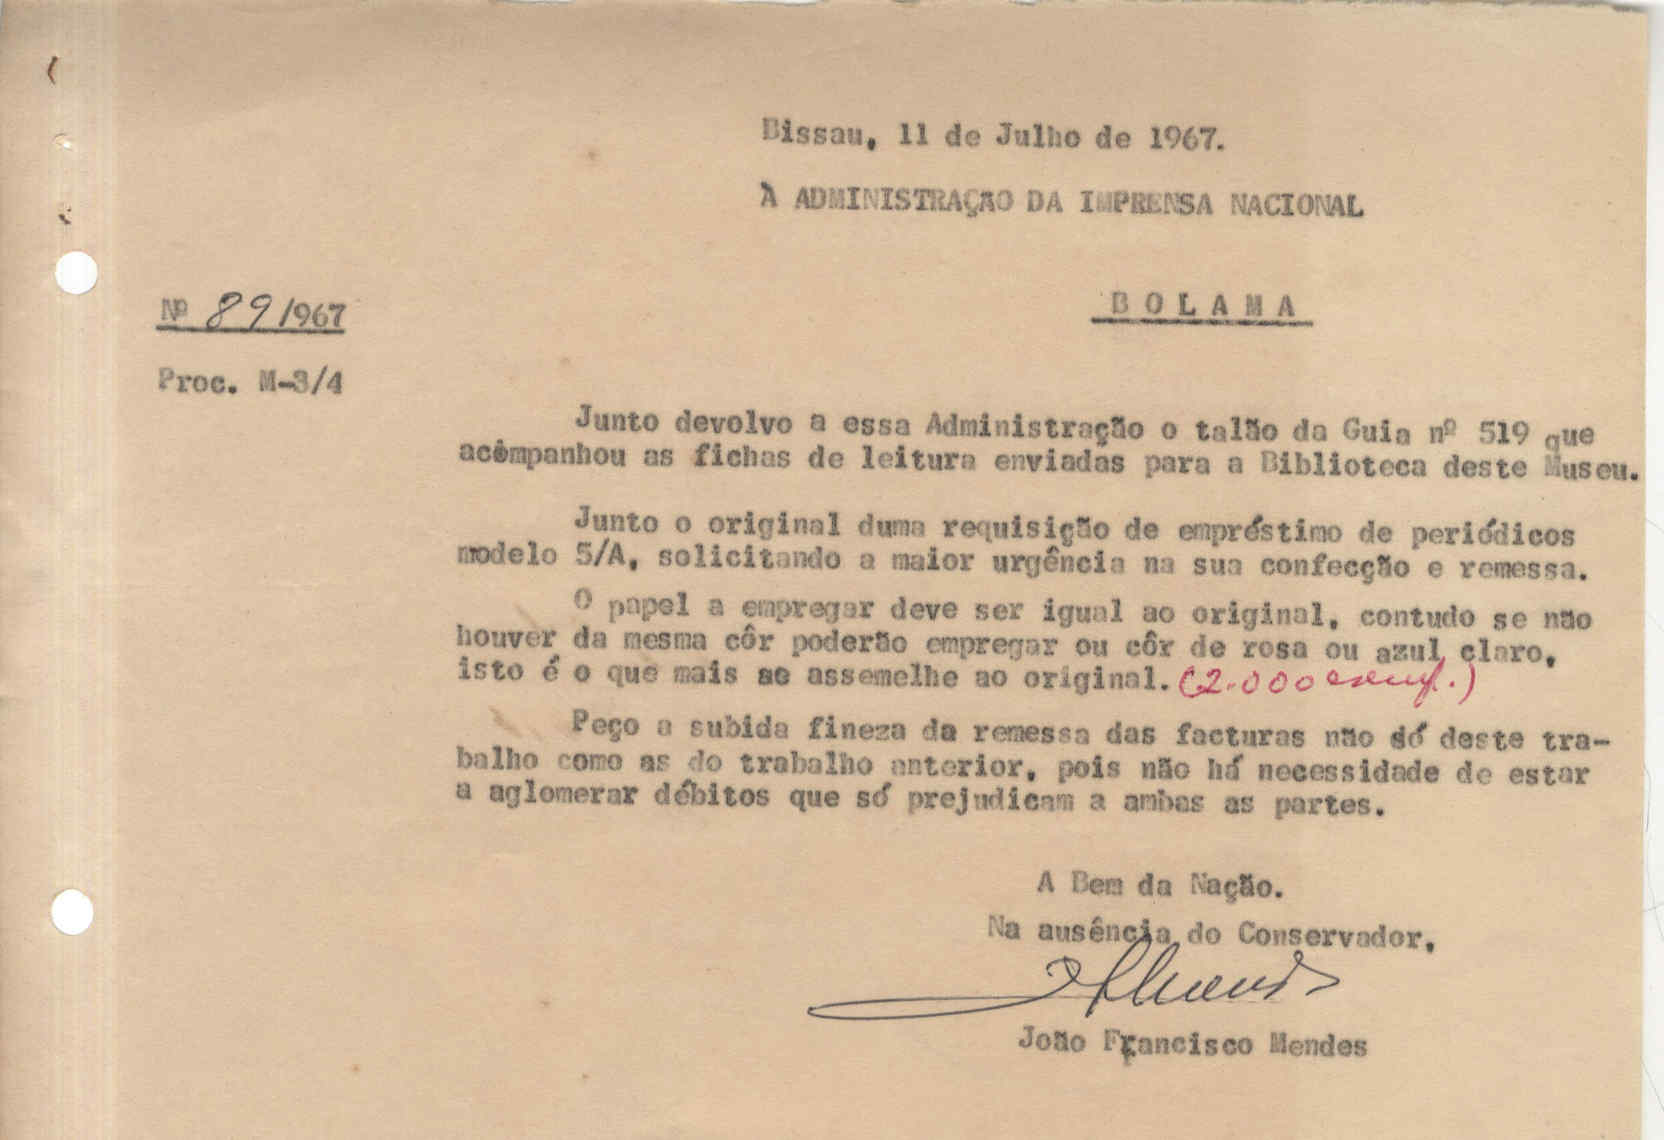 Bissau, 11 de Julho de 1967.
À ADMINISTRAÇÃO DA IMPRENSA NACIONAL
BOLAMA
Nº 89/967
Proc. M-3/4
Junto devolvo a essa Administração o talão da Guia nº 519 que
acompanhou as fichas de leitura enviadas para a Biblioteca deste Museu.
Junto o original duma requisição de empréstimo de periódicos
modelo 5/A, solicitando a maior urgência na sua confecção e remessa.
O papel a empregar deve ser igual ao original, contudo se não
houver da mesma côr poderão empregar ou côr de rosa ou azul claro,
isto é o que mais se assemelhe ao original. (2.000 exemp.)
Peço a subida fineza da remessa das facturas não só deste tra-
balho como as do trabalho anterior, pois não há necessidade de estar
a aglomerar débitos que só prejudicam a ambas as partes.
A Bem da Nação.
Na ausência do Conservador,
João Francisco Mendes